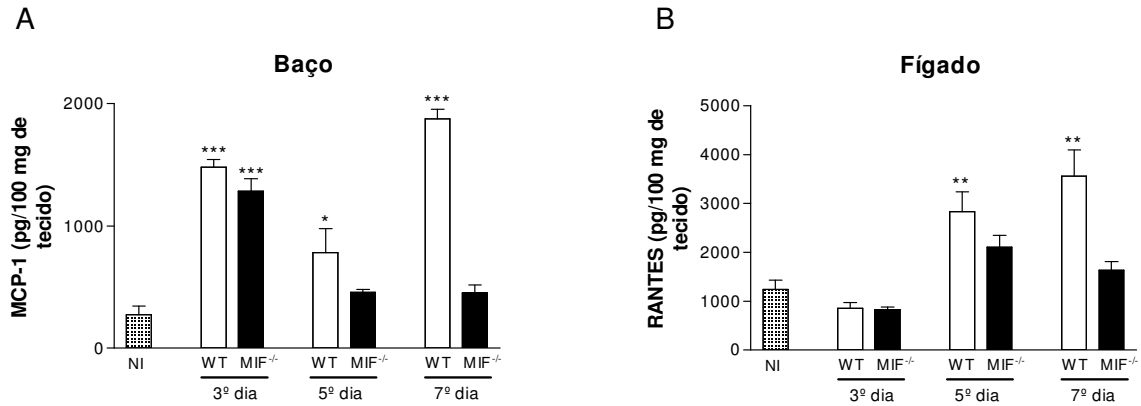 A
Baço
MCP-1 (pg/100 mg de
tecido)
2000
1000
0
***
***
*
***
NI
WT MIF-/-
WT MIF-/-
WT MIF-/-
3º dia
5º dia
7º dia
B
Fígado
RANTES (pg/100 mg de
tecido)
5000
4000
3000
2000
1000
0
**
**
NI
WT MIF-/-
WT MIF-/-
WT MIF-/-
3º dia
5º dia
7º dia